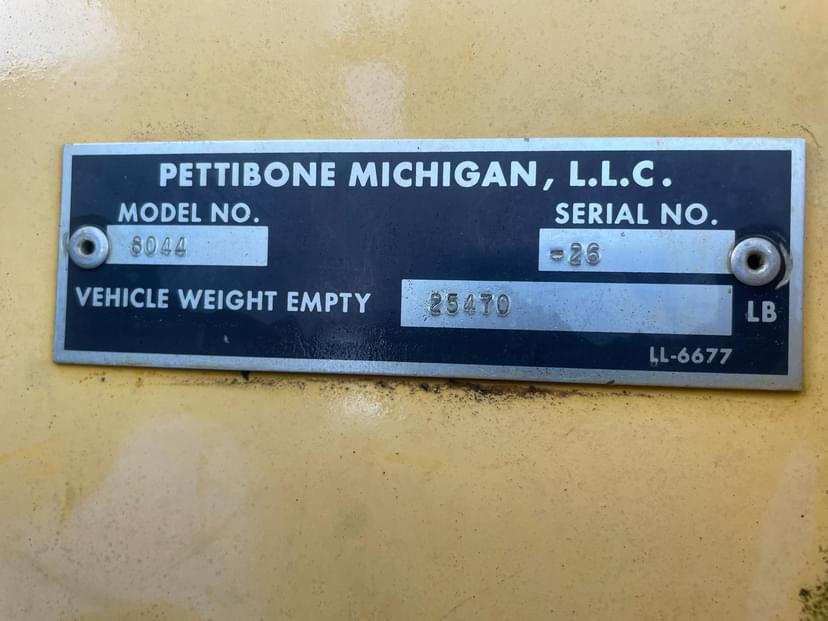 PETTIBONE MICHIGAN, L.L.C.
MODEL NO. SERIAL NO.
8044 -26
VEHICLE WEIGHT EMPTY 25470 LB
LL-6677